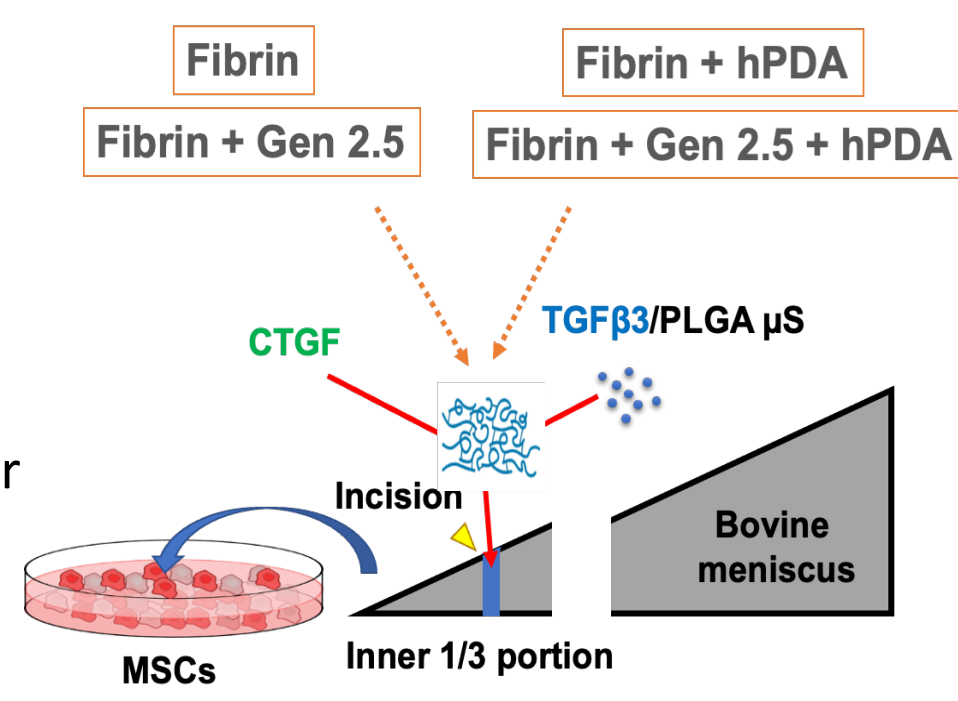 Fibrin
Fibrin + hPDA
Fibrin + Gen 2.5
Fibrin + Gen 2.5 + hPDA
CTGF
TGFβ3/PLGA µS
r
Incision
Bovine
meniscus
MSCs
Inner 1/3 portion